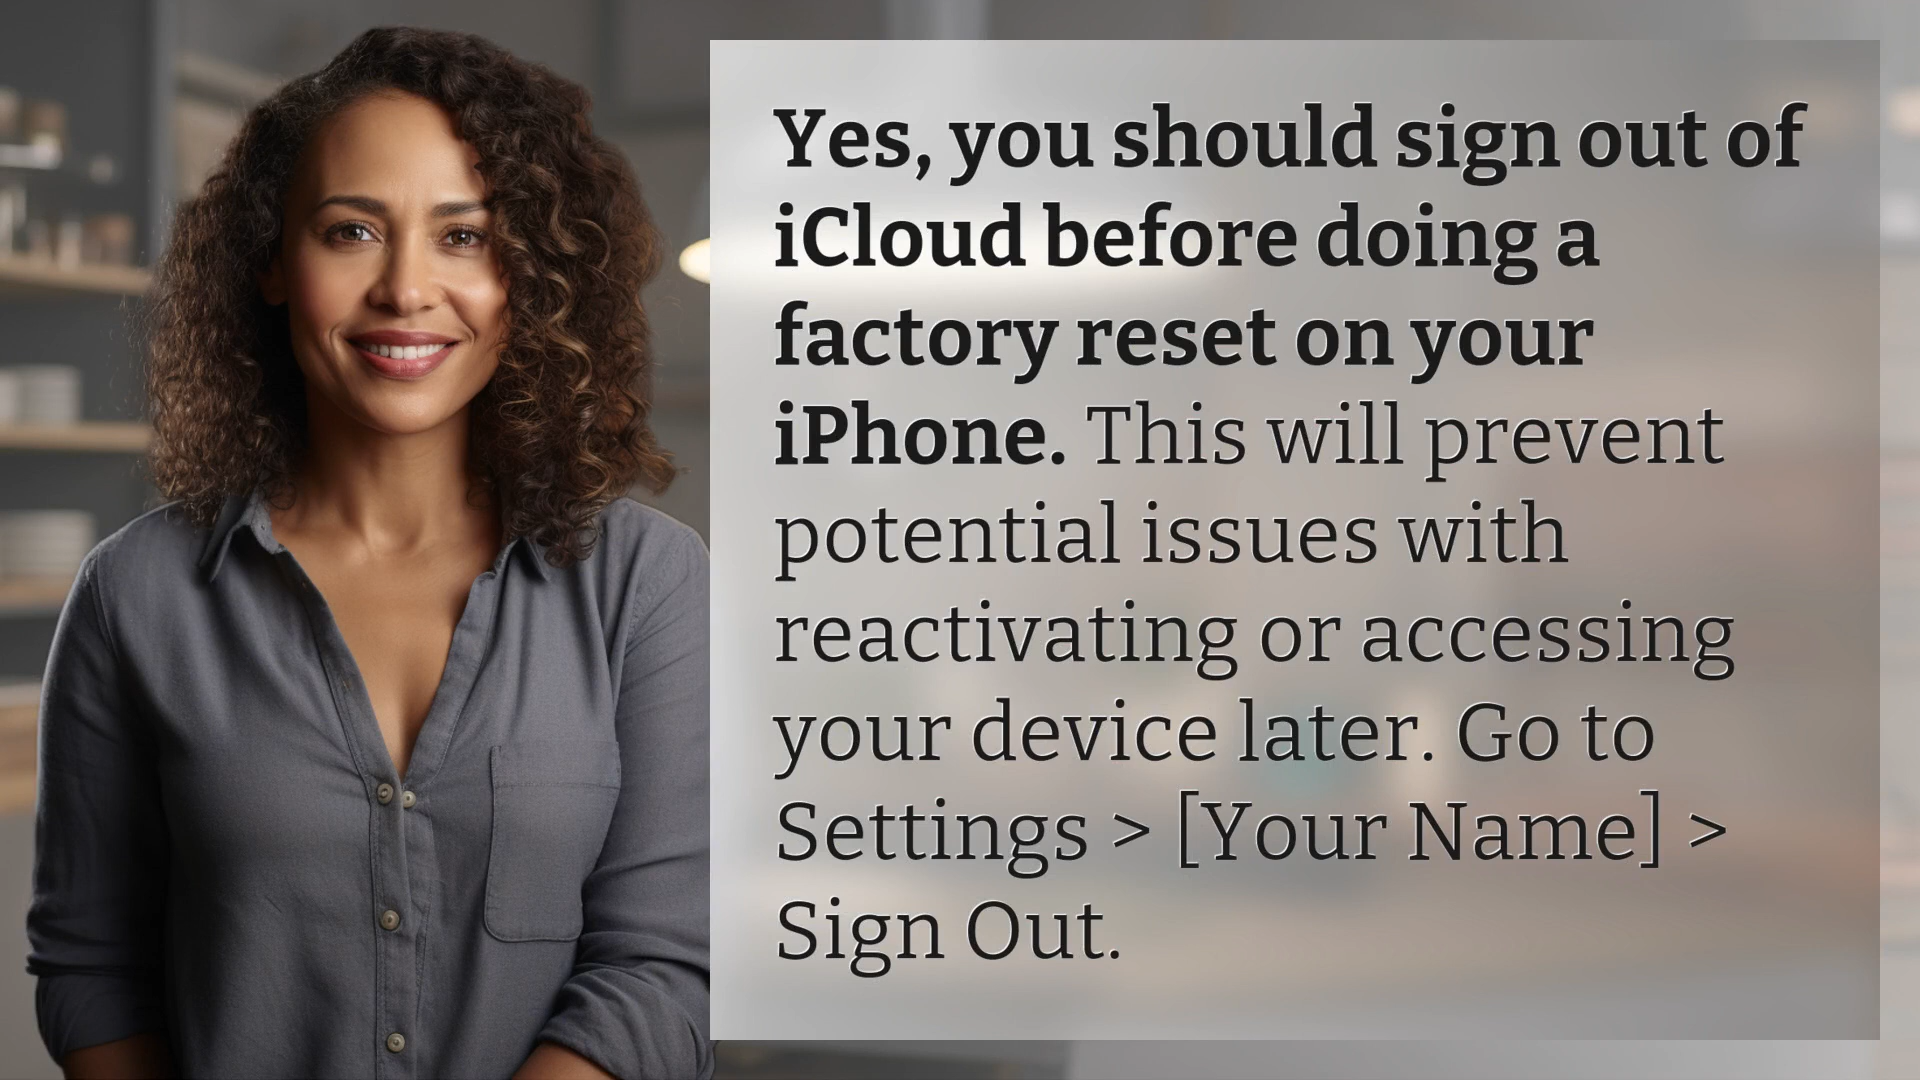 Yes, you should sign out of
iCloud before doing a
factory reset on your
iPhone. This will prevent
potential issues with
reactivating or accessing
your device later. Go to
Settings > [Your Name] >
Sign Out.